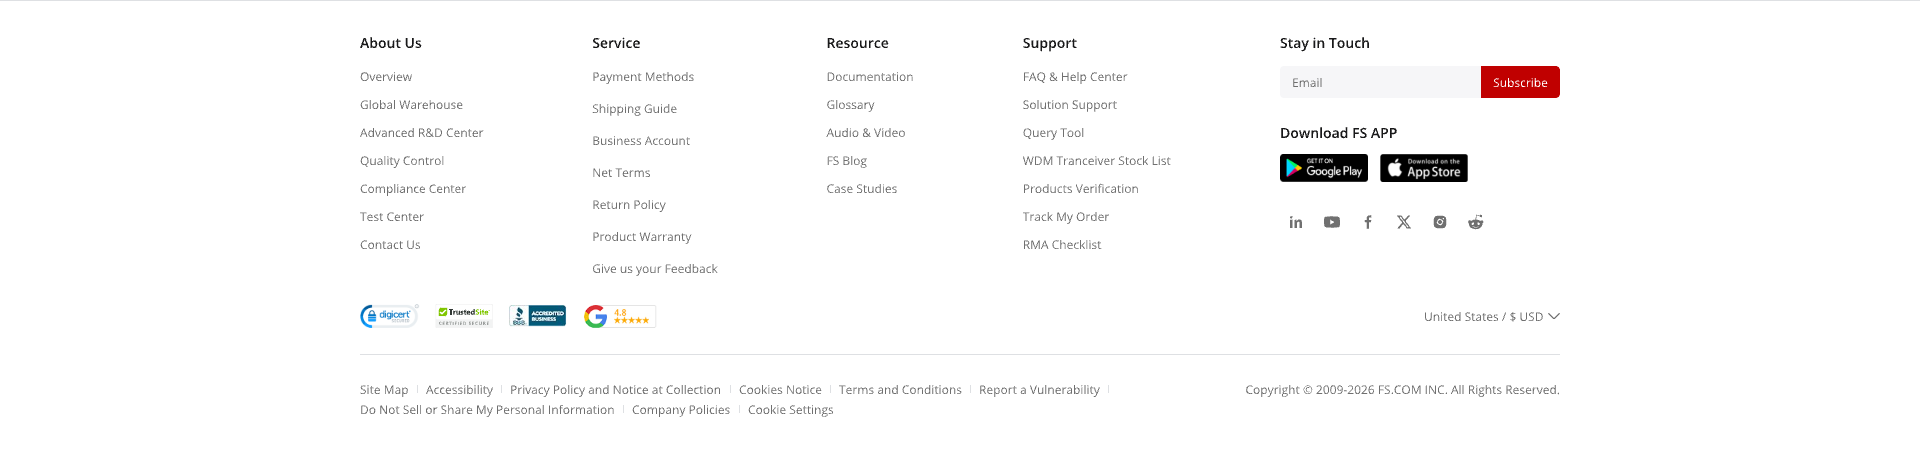 About Us
Overview
Global Warehouse
Advanced R&D Center
Quality Control
Compliance Center
Test Center
Contact Us
Service
Payment Methods
Shipping Guide
Business Account
Net Terms
Return Policy
Product Warranty
Give us your Feedback
Resource
Documentation
Glossary
Audio & Video
FS Blog
Case Studies
Support
FAQ & Help Center
Solution Support
Query Tool
WDM Tranceiver Stock List
Products Verification
Track My Order
RMA Checklist
Stay in Touch
Email
Subscribe
Download FS APP
GET IT ON
Google Play
Download on the
App Store
digicert
SECURE
TrustedSite
CERTIFIED SECURE
BBB
ACCREDITED
BUSINESS
4.8
United States / $ USD
Site Map
Accessibility
Privacy Policy and Notice at Collection
Cookies Notice
Terms and Conditions
Report a Vulnerability
Do Not Sell or Share My Personal Information
Company Policies
Cookie Settings
Copyright © 2009-2026 FS.COM INC. All Rights Reserved.